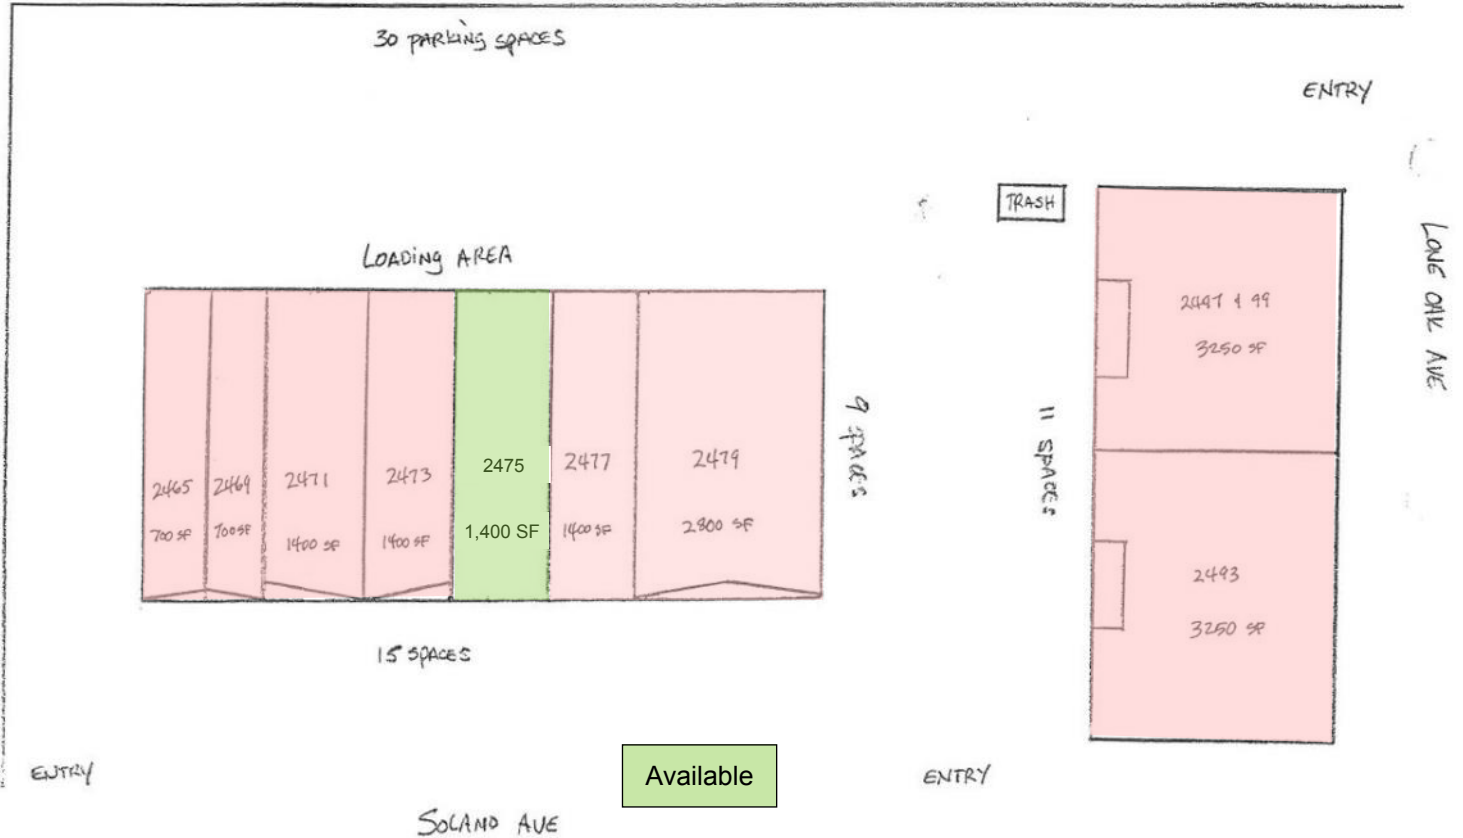 30 PARKING SPACES
ENTRY
TRASH
LOADING AREA
LONE OAK AVE
2497 & 99
3250 SF
9 SPACES
11 SPACES
2465
700 SF
2469
700 SF
2471
1400 SF
2473
1400 SF
2475
1,400 SF
2477
1400 SF
2479
2800 SF
2493
3250 SF
15 SPACES
ENTRY
Available
ENTRY
SOLANO AVE